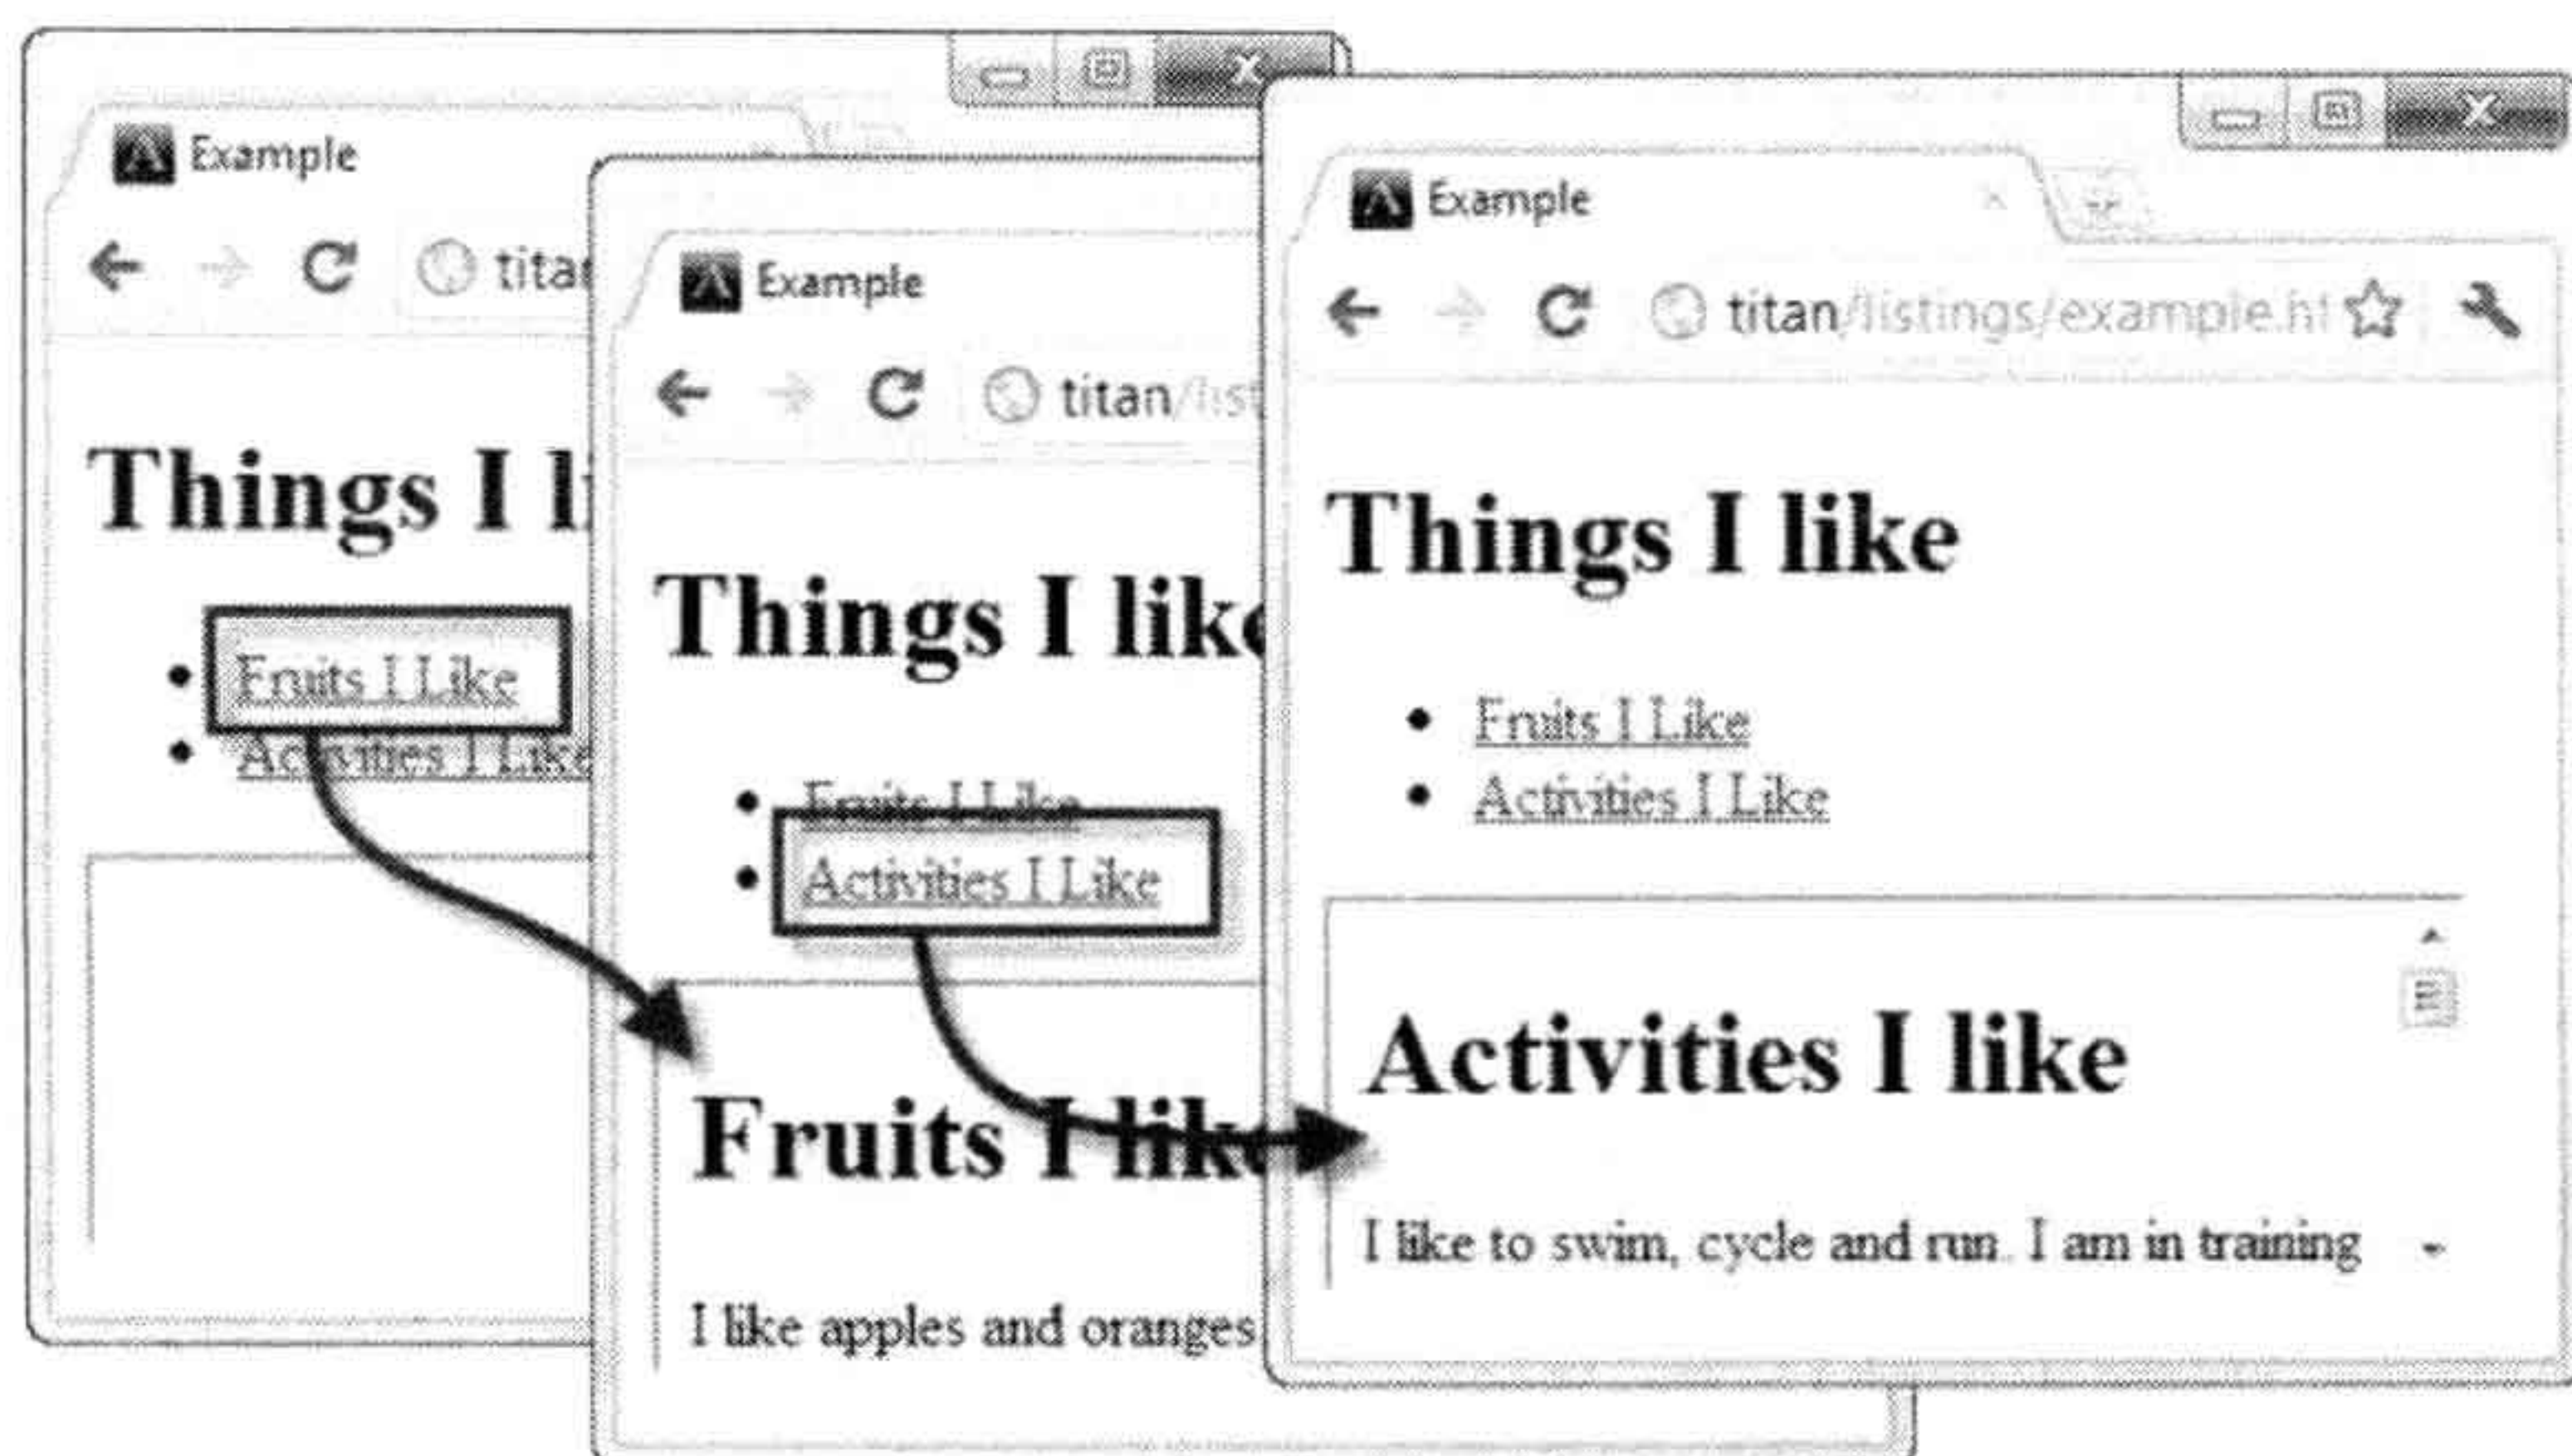 Example
Things I
Fruits I Like
Activities I Like
Example
titan/list
Things I like
Fruits I Like
Activities I Like
Fruits I like
I like apples and oranges
Example
titan/listings/example.ht
Things I like
Fruits I Like
Activities I Like
Activities I like
I like to swim, cycle and run. I am in training